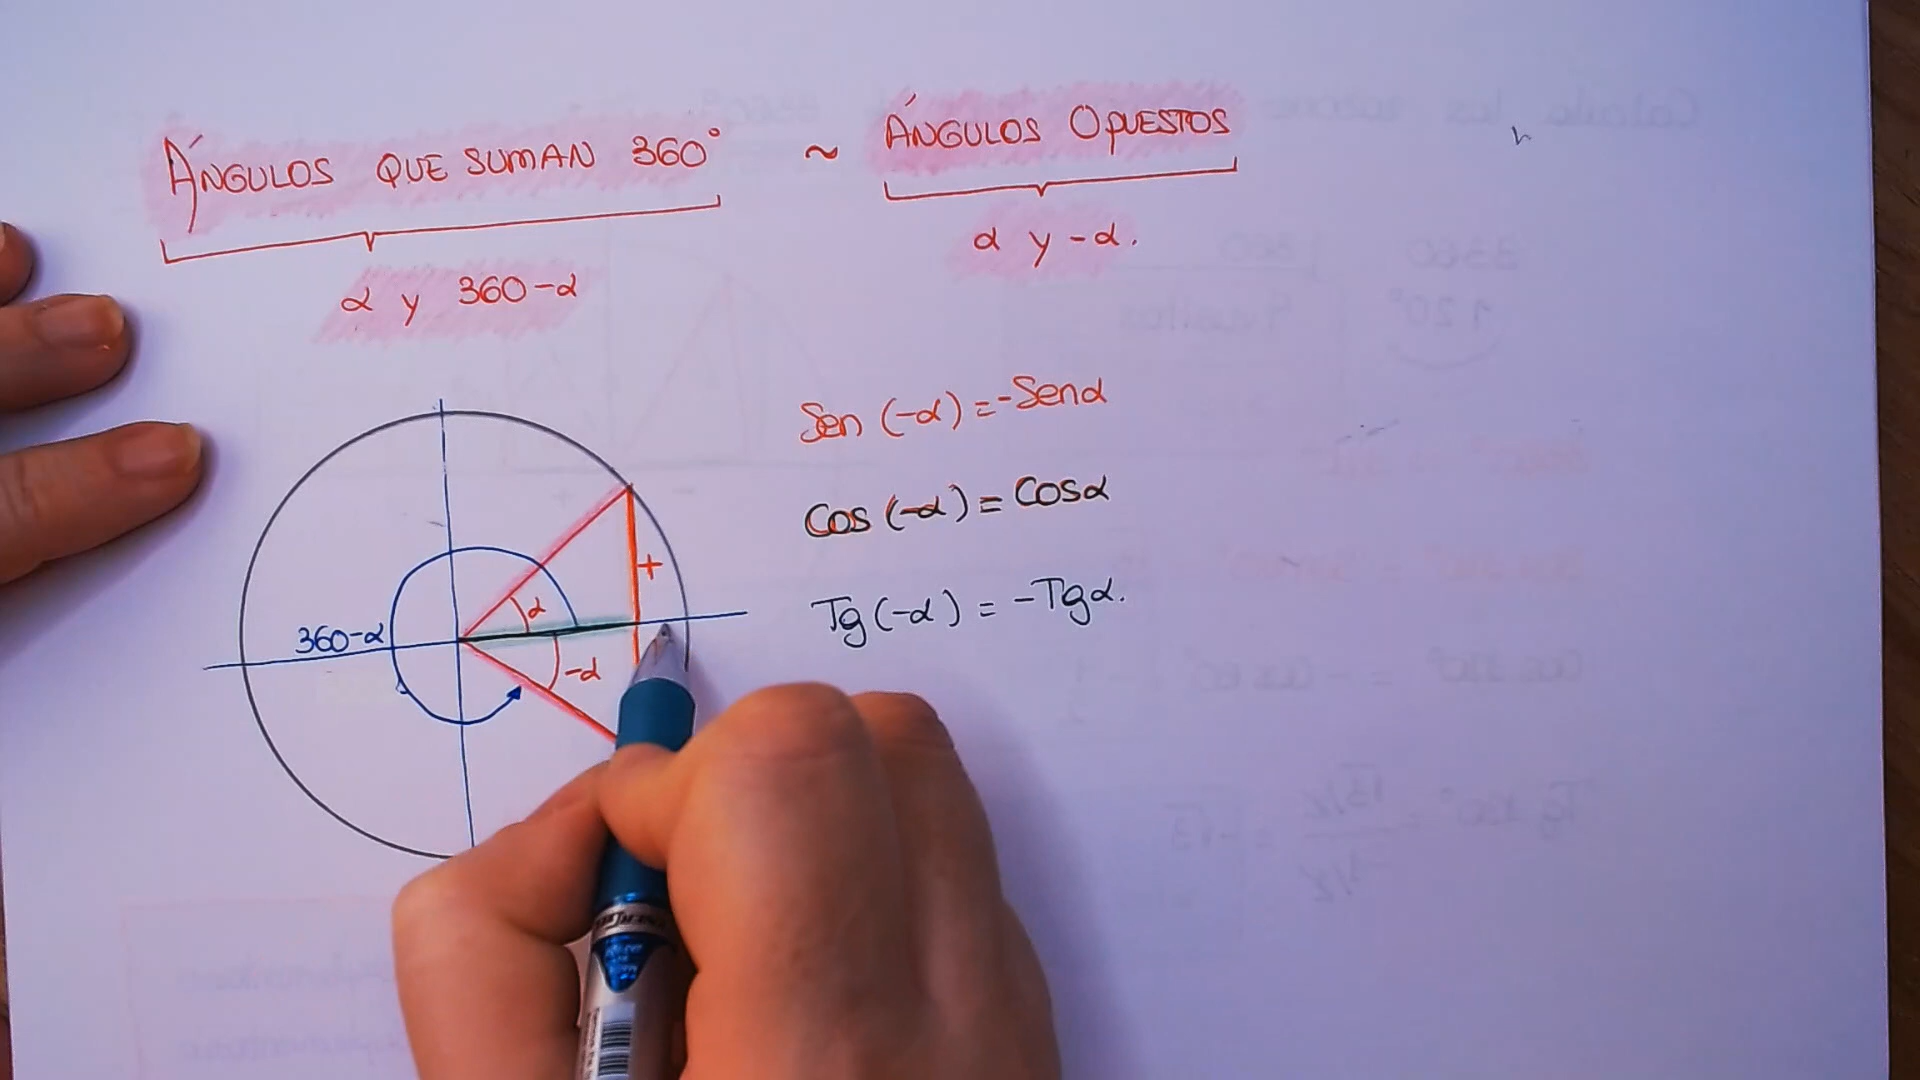 ÁNGULOS QUE SUMAN 360° ~ ÁNGULOS OPUESTOS
α y 360-α
α y -α.
Sen (-α) = -Senα
Cos (-α) = Cosα
Tg (-α) = -Tgα.
+
α
360-α
-α